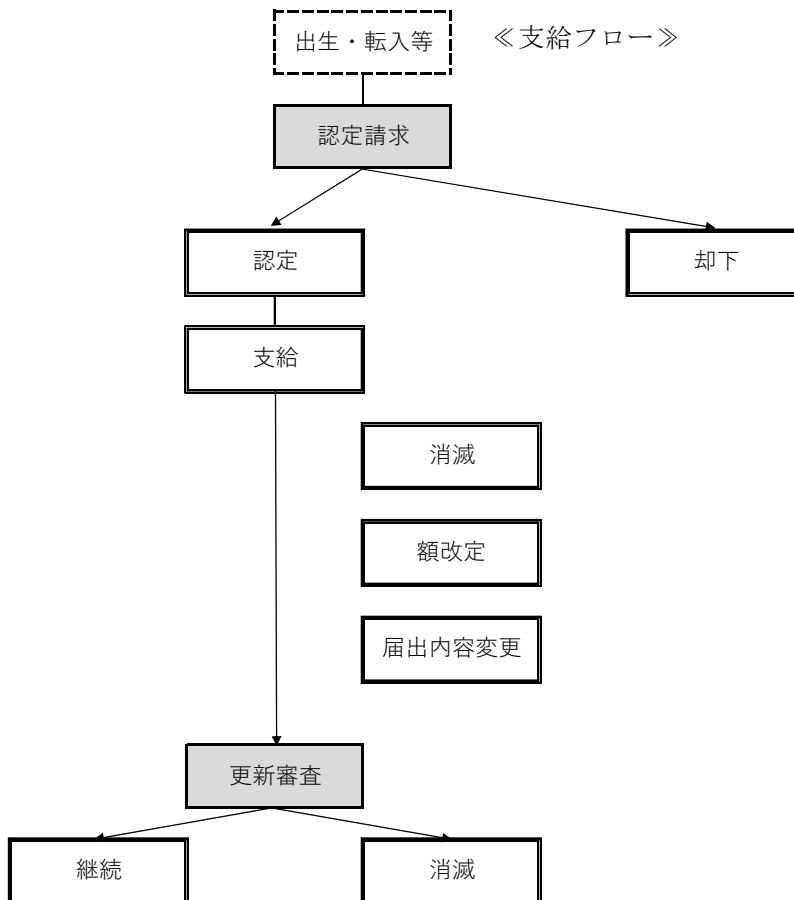 出生・転入等
≪支給フロー≫
認定請求
認定
却下
支給
消滅
額改定
届出内容変更
更新審査
継続
消滅